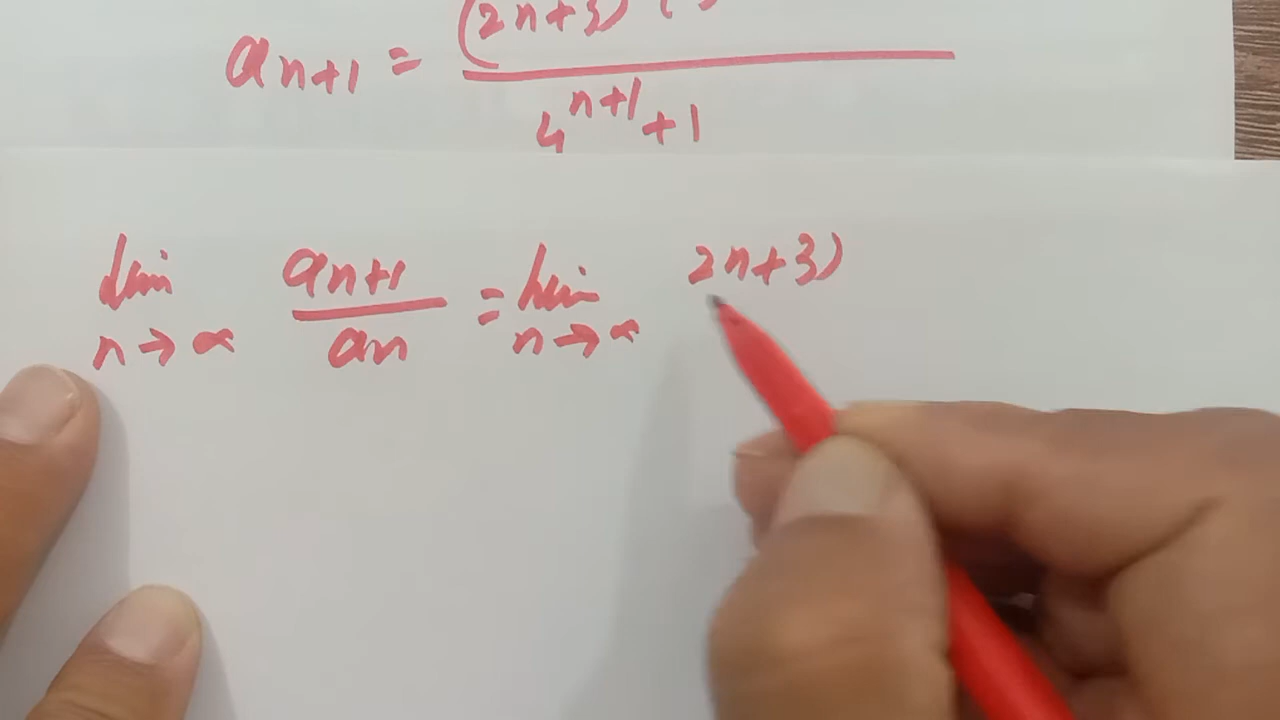 an+1 = (2n+3)
4^{n+1}+1
lim n→∞ an+1/an = lim n→∞ 2n+3)